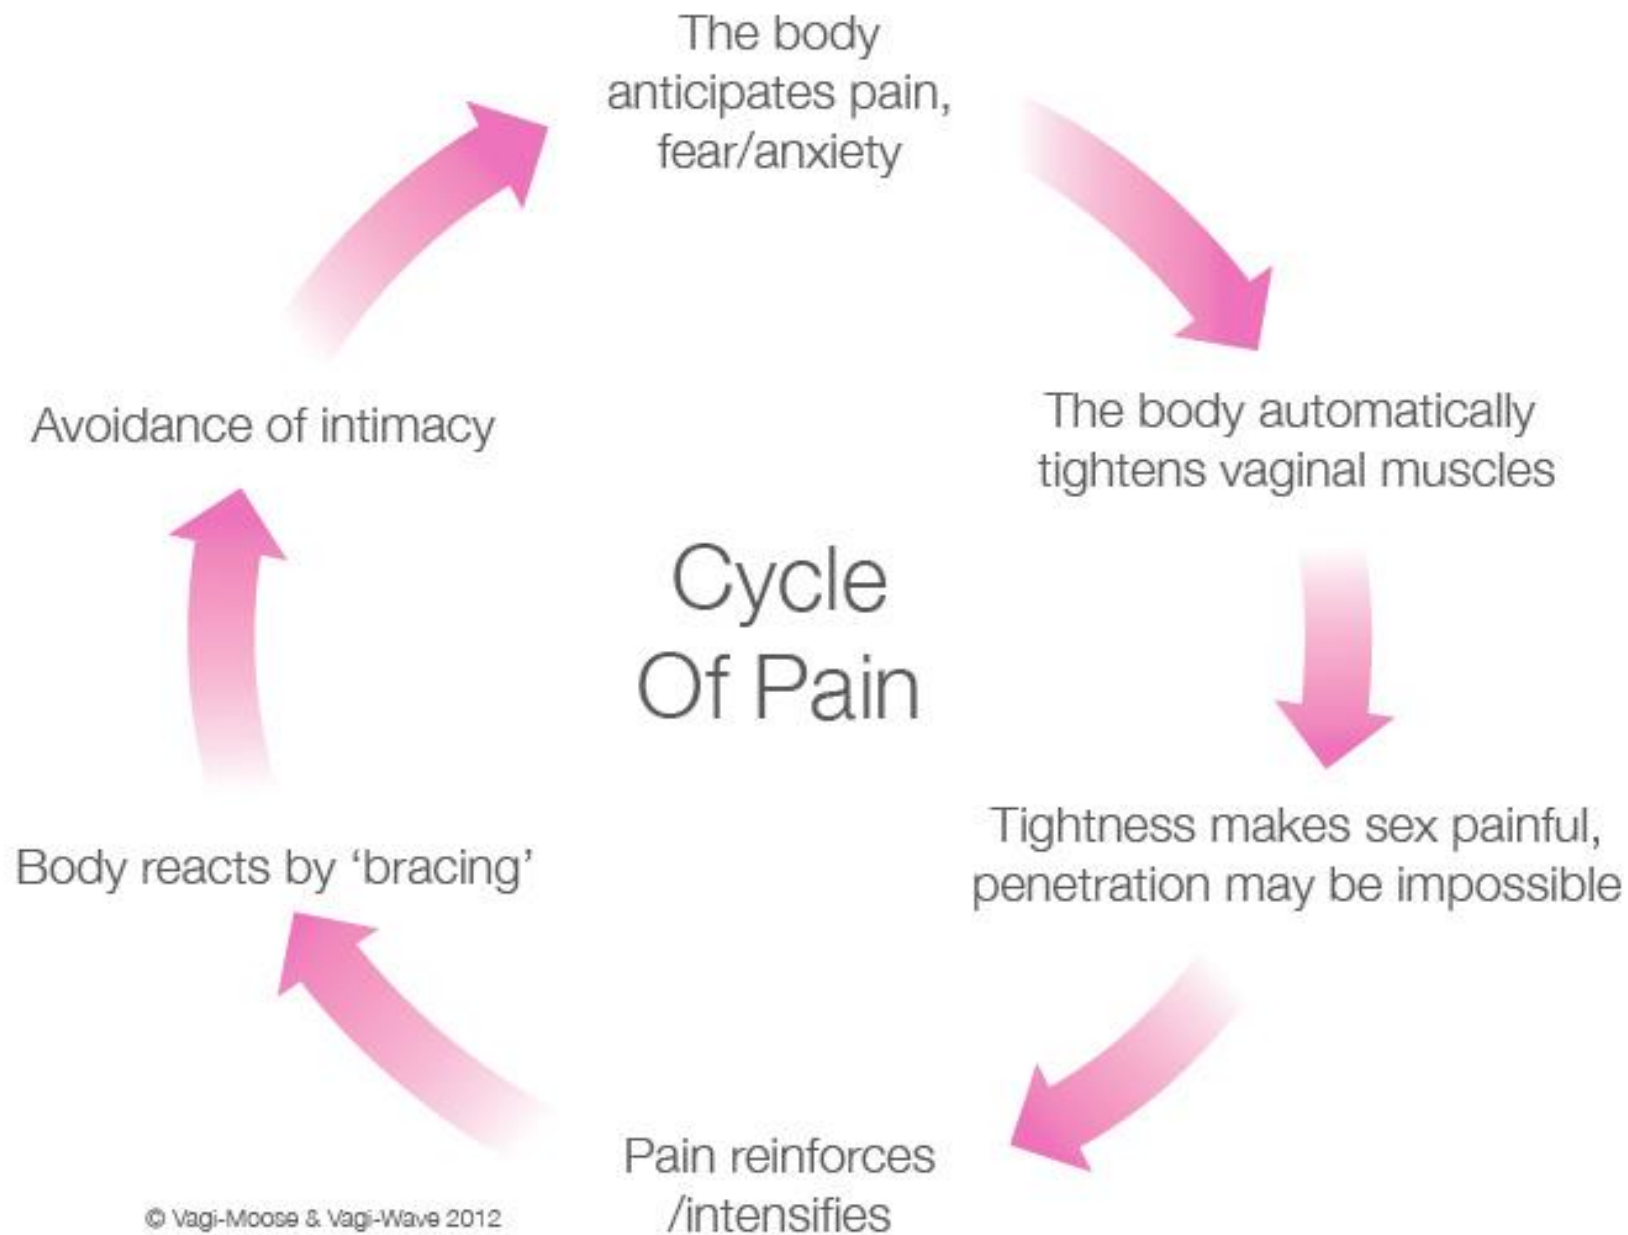 The body
anticipates pain,
fear/anxiety
The body automatically
tightens vaginal muscles
Tightness makes sex painful,
penetration may be impossible
Pain reinforces
/intensifies
Body reacts by ‘bracing’
Avoidance of intimacy
Cycle
Of Pain
© Vagi-Moose & Vagi-Wave 2012